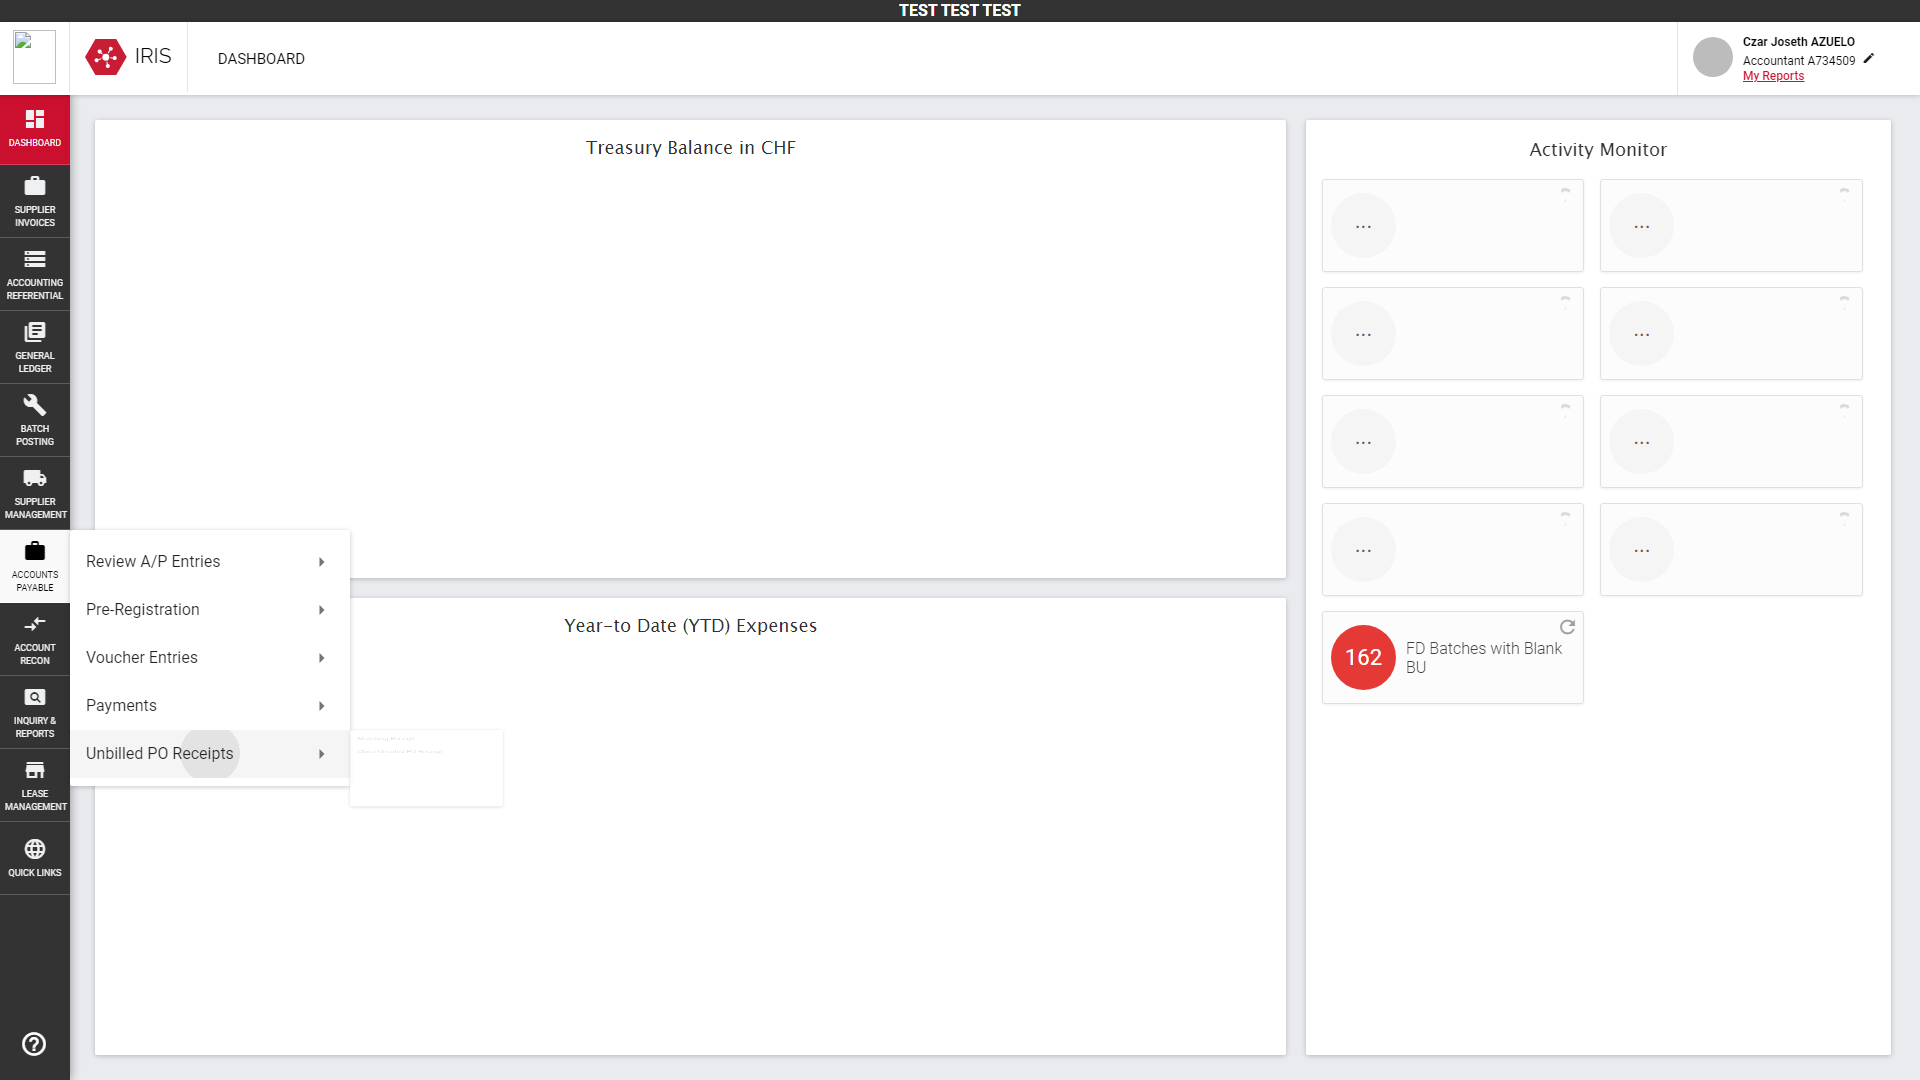 TEST TEST TEST
IRIS
DASHBOARD
Czar Joseth AZUELO
Accountant A734509
My Reports
DASHBOARD
SUPPLIER
INVOICES
ACCOUNTING
REFERENTIAL
GENERAL
LEDGER
BATCH
POSTING
SUPPLIER
MANAGEMENT
ACCOUNTS
PAYABLE
ACCOUNT
RECON
INQUIRY &
REPORTS
LEASE
MANAGEMENT
QUICK LINKS
Review A/P Entries
Pre-Registration
Voucher Entries
Payments
Unbilled PO Receipts
Treasury Balance in CHF
Year-to Date (YTD) Expenses
Activity Monitor
...
...
...
...
...
...
...
...
162
FD Batches with Blank
BU